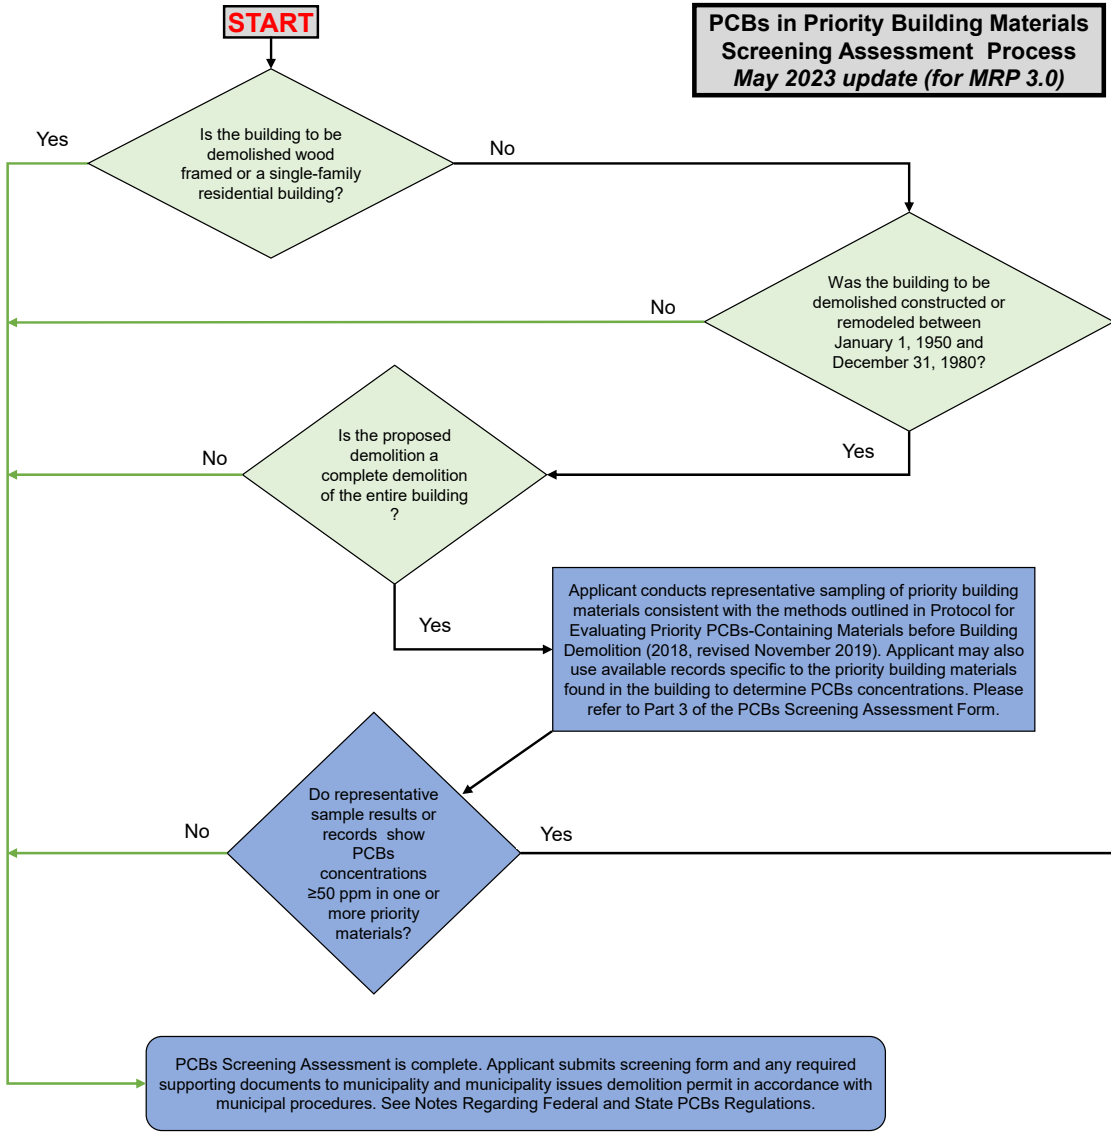 START
PCBs in Priority Building Materials
Screening Assessment Process
May 2023 update (for MRP 3.0)
Is the building to be
demolished wood
framed or a single-family
residential building?
Yes
No
Was the building to be
demolished constructed or
remodeled between
January 1, 1950 and
December 31, 1980?
No
Yes
Is the proposed
demolition a
complete demolition
of the entire building
?
No
Yes
Applicant conducts representative sampling of priority building
materials consistent with the methods outlined in Protocol for
Evaluating Priority PCBs-Containing Materials before Building
Demolition (2018, revised November 2019). Applicant may also
use available records specific to the priority building materials
found in the building to determine PCBs concentrations. Please
refer to Part 3 of the PCBs Screening Assessment Form.
Do representative
sample results or
records show
PCBs
concentrations
≥50 ppm in one or
more priority
materials?
No
Yes
PCBs Screening Assessment is complete. Applicant submits screening form and any required
supporting documents to municipality and municipality issues demolition permit in accordance with
municipal procedures. See Notes Regarding Federal and State PCBs Regulations.